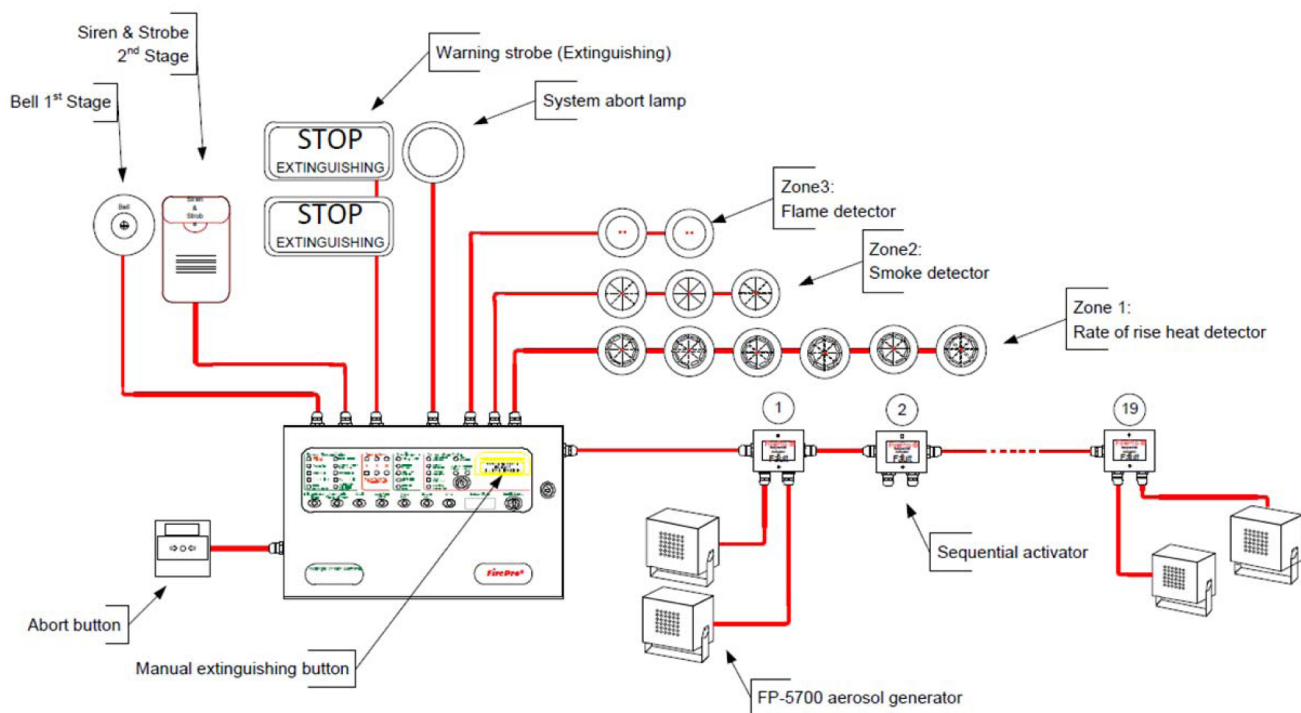 Siren & Strobe
2nd Stage
Bell 1st Stage
Warning strobe (Extinguishing)
System abort lamp
STOP
EXTINGUISHING
STOP
EXTINGUISHING
Bell
Siren
&
Strob
Zone3:
Flame detector
Zone2:
Smoke detector
Zone 1:
Rate of rise heat detector
1
2
19
Sequential activator
FirePro
Abort button
Manual extinguishing button
FP-5700 aerosol generator